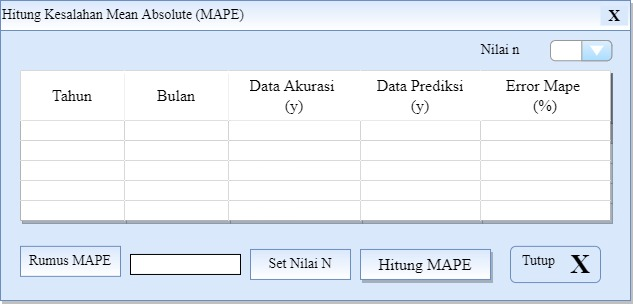 Hitung Kesalahan Mean Absolute (MAPE) X
Nilai n
Tahun Bulan Data Akurasi (y) Data Prediksi (y) Error Mape (%)
Rumus MAPE Set Nilai N Hitung MAPE Tutup X